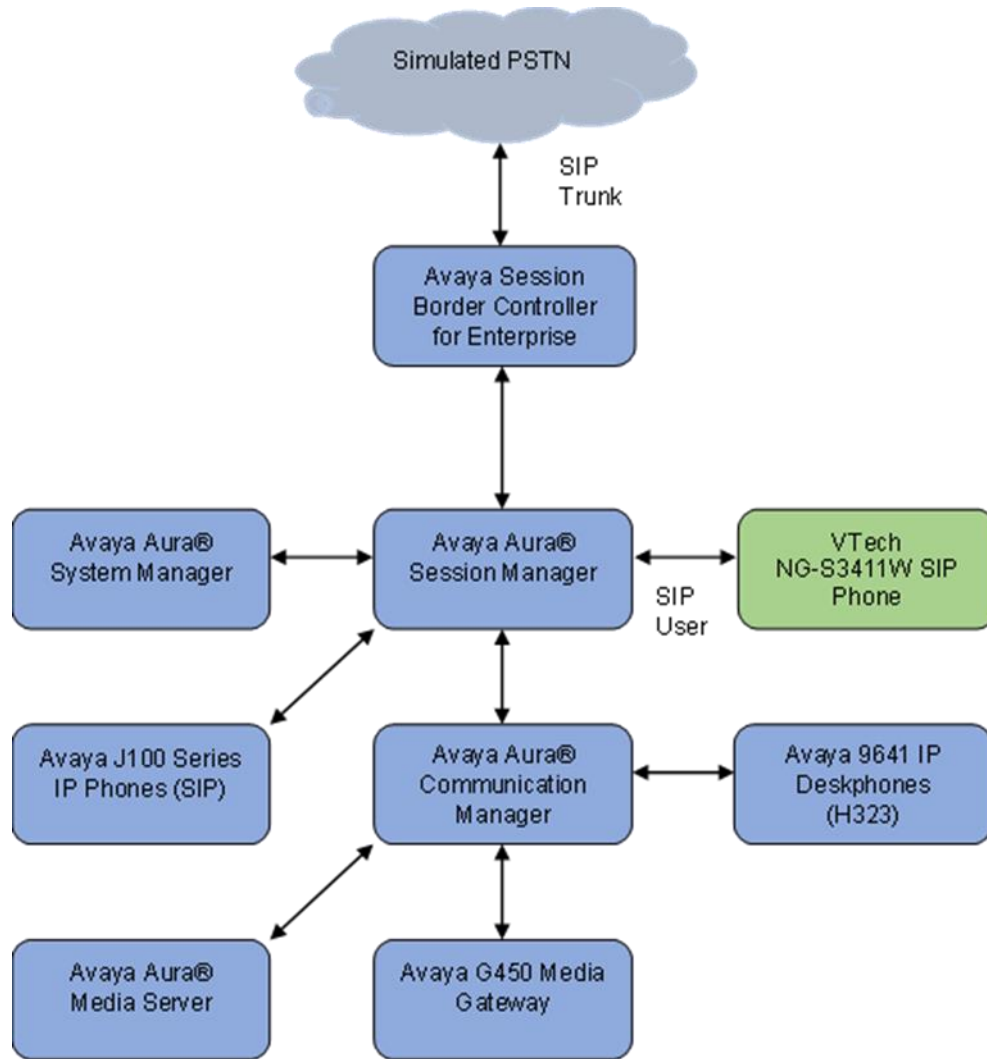 Simulated PSTN
SIP
Trunk
Avaya Session
Border Controller
for Enterprise
Avaya Aura®
System Manager
Avaya Aura®
Session Manager
VTech
NG-S3411W SIP
Phone
SIP
User
Avaya J100 Series
IP Phones (SIP)
Avaya Aura®
Communication
Manager
Avaya 9641 IP
Deskphones
(H323)
Avaya Aura®
Media Server
Avaya G450 Media
Gateway